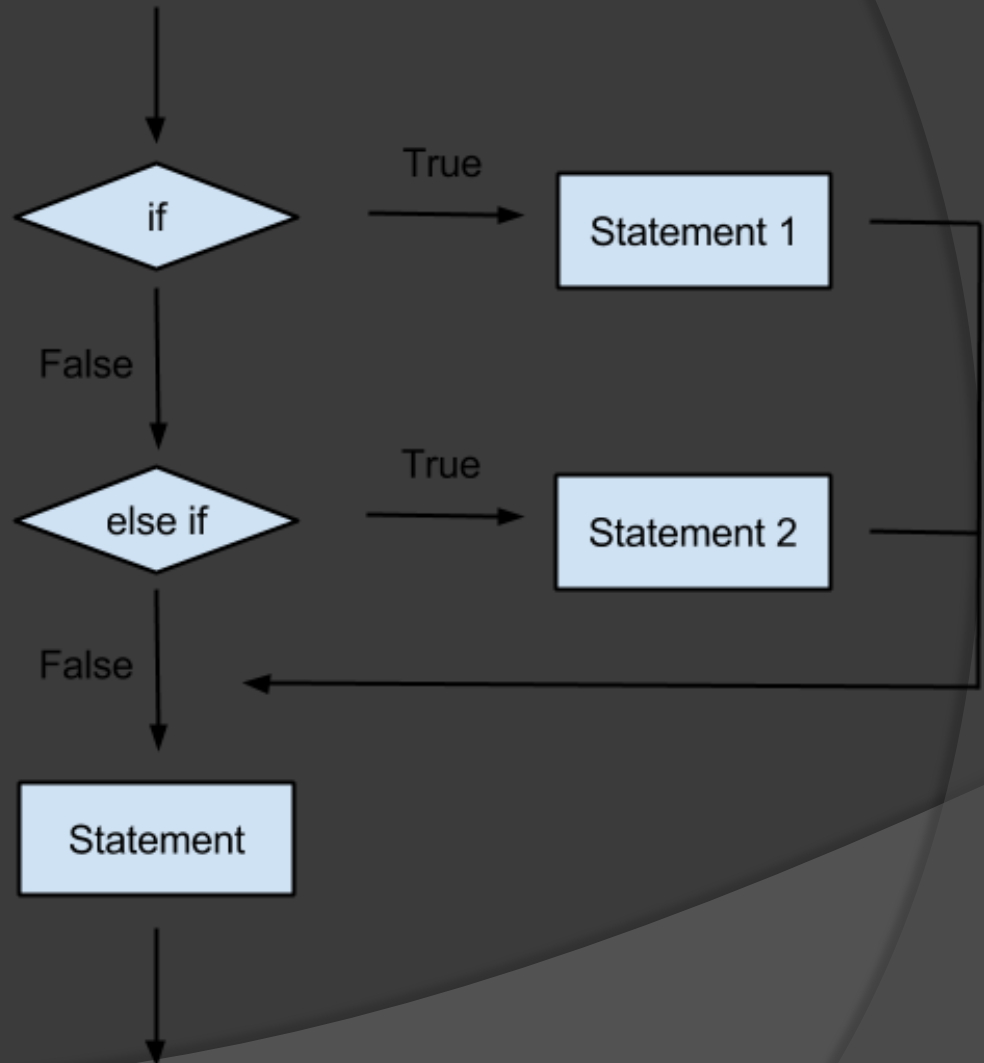 True
if
Statement 1
False
True
else if
Statement 2
False
Statement